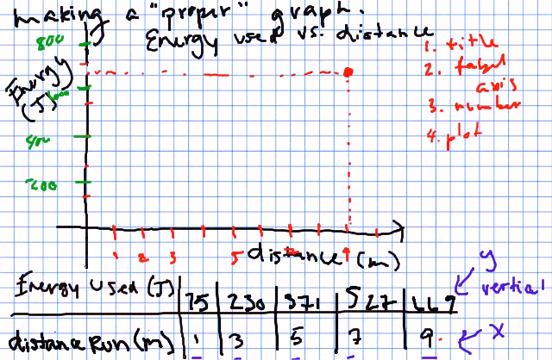 making a "proper" graph.
Energy used vs. distance
800
Energy
(J)
400
200
1. title
2. label
axis
3. number
4. plot
1 2 3 5 9
distance (m)
Energy Used (J) 75 230 371 527 669
y
vertical
distance Run (m) 1 3 5 7 9
x